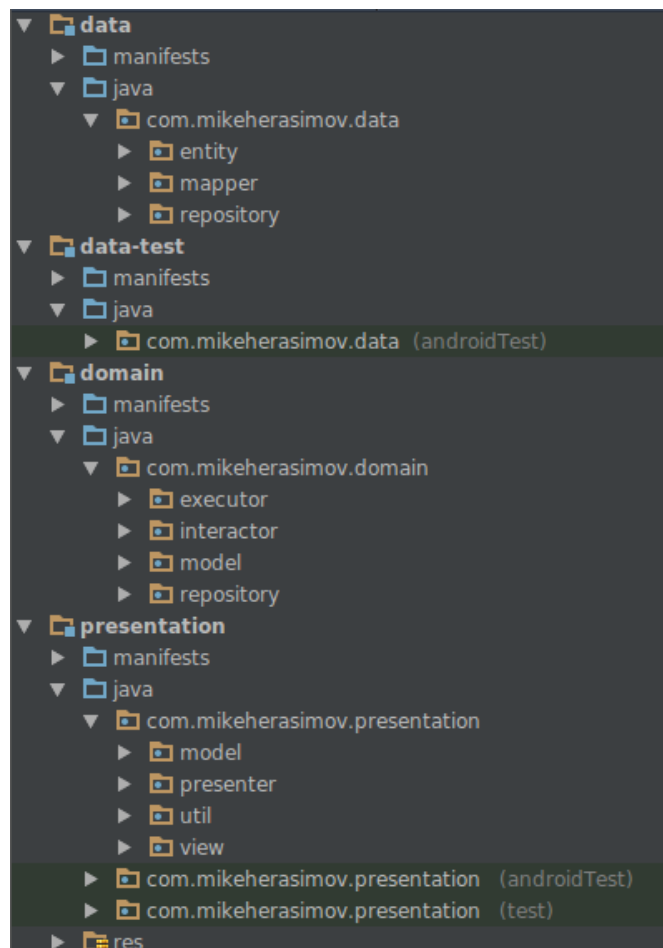 data
manifests
java
com.mikeherasimov.data
entity
mapper
repository
data-test
manifests
java
com.mikeherasimov.data (androidTest)
domain
manifests
java
com.mikeherasimov.domain
executor
interactor
model
repository
presentation
manifests
java
com.mikeherasimov.presentation
model
presenter
util
view
com.mikeherasimov.presentation (androidTest)
com.mikeherasimov.presentation (test)
res